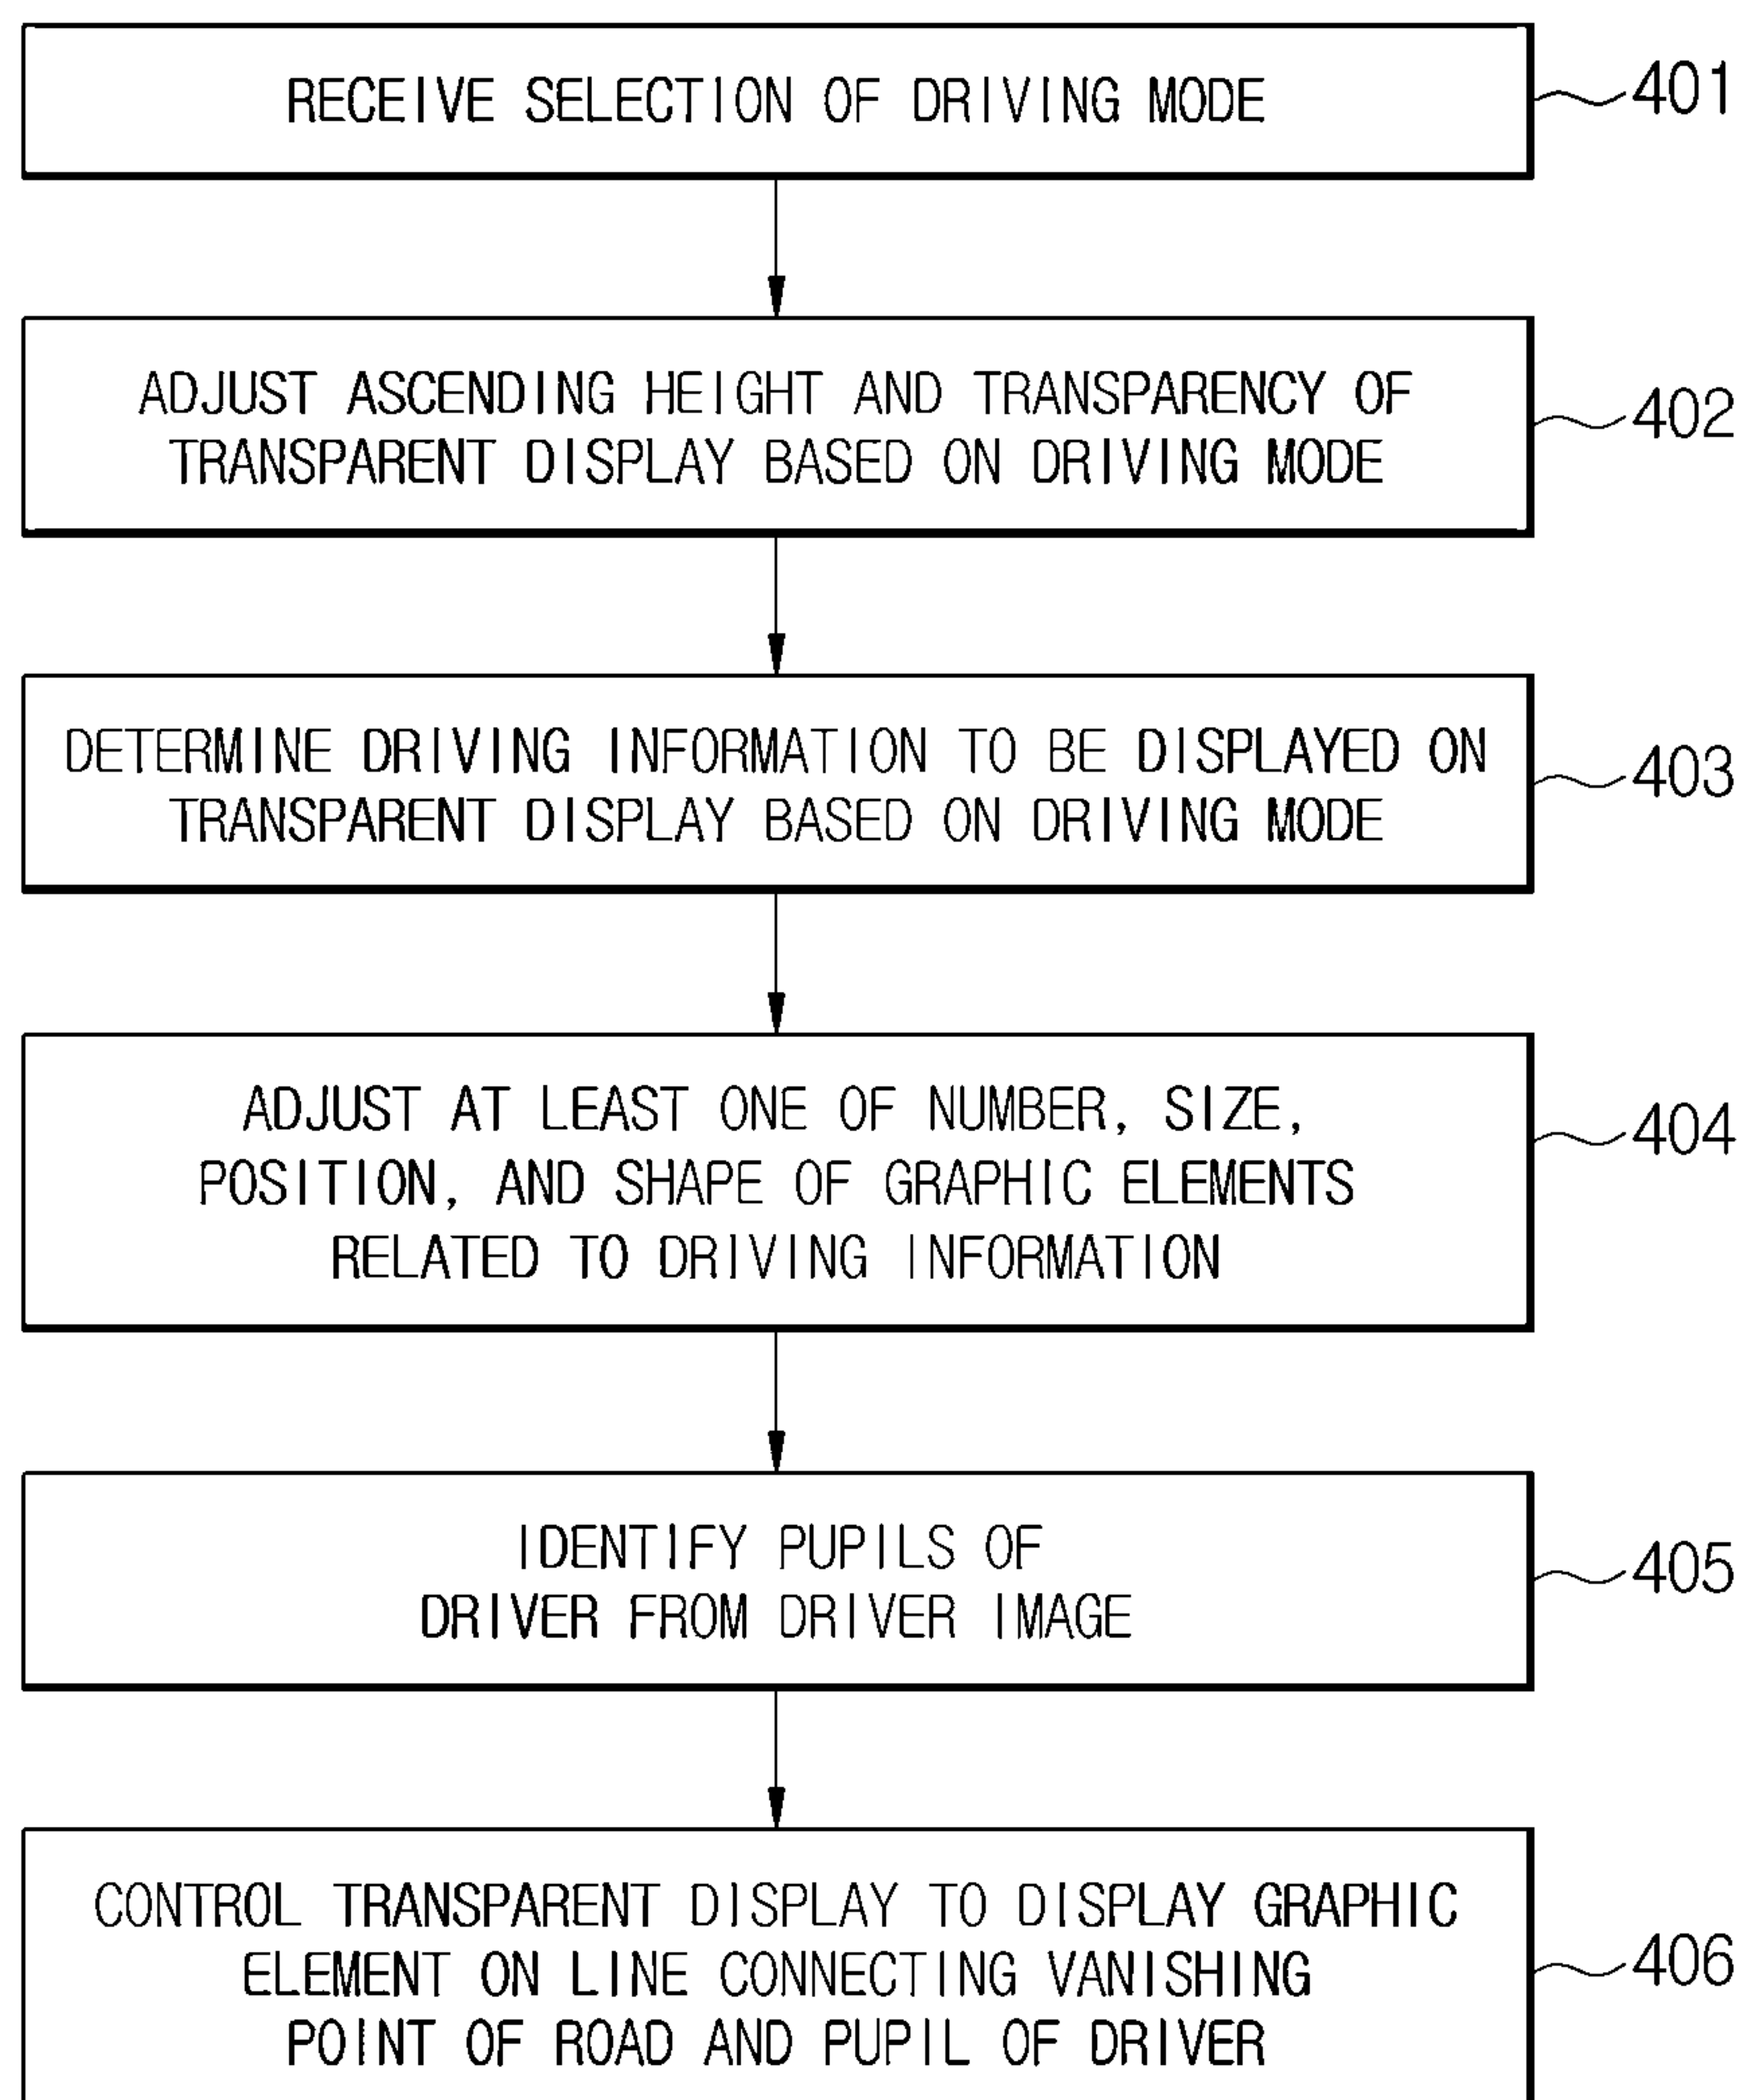 RECEIVE SELECTION OF DRIVING MODE
401
ADJUST ASCENDING HEIGHT AND TRANSPARENCY OF
TRANSPARENT DISPLAY BASED ON DRIVING MODE
402
DETERMINE DRIVING INFORMATION TO BE DISPLAYED ON
TRANSPARENT DISPLAY BASED ON DRIVING MODE
403
ADJUST AT LEAST ONE OF NUMBER, SIZE,
POSITION, AND SHAPE OF GRAPHIC ELEMENTS
RELATED TO DRIVING INFORMATION
404
IDENTIFY PUPILS OF
DRIVER FROM DRIVER IMAGE
405
CONTROL TRANSPARENT DISPLAY TO DISPLAY GRAPHIC
ELEMENT ON LINE CONNECTING VANISHING
POINT OF ROAD AND PUPIL OF DRIVER
406